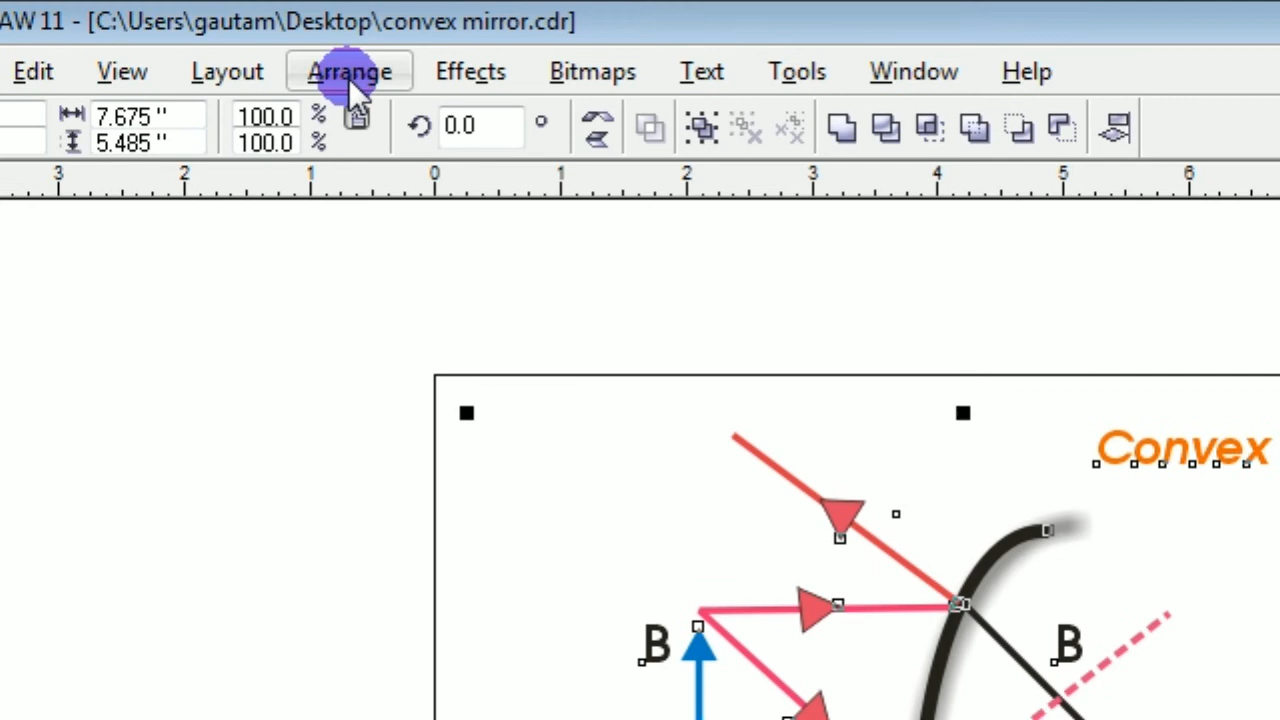 AW 11 - [C:\Users\gautam\Desktop\convex mirror.cdr]
Edit View Layout Arrange Effects Bitmaps Text Tools Window Help
7.675 " 100.0 % 0.0 °
5.485 " 100.0 %
3 2 1 0 1 2 3 4 5 6
Convex
B B